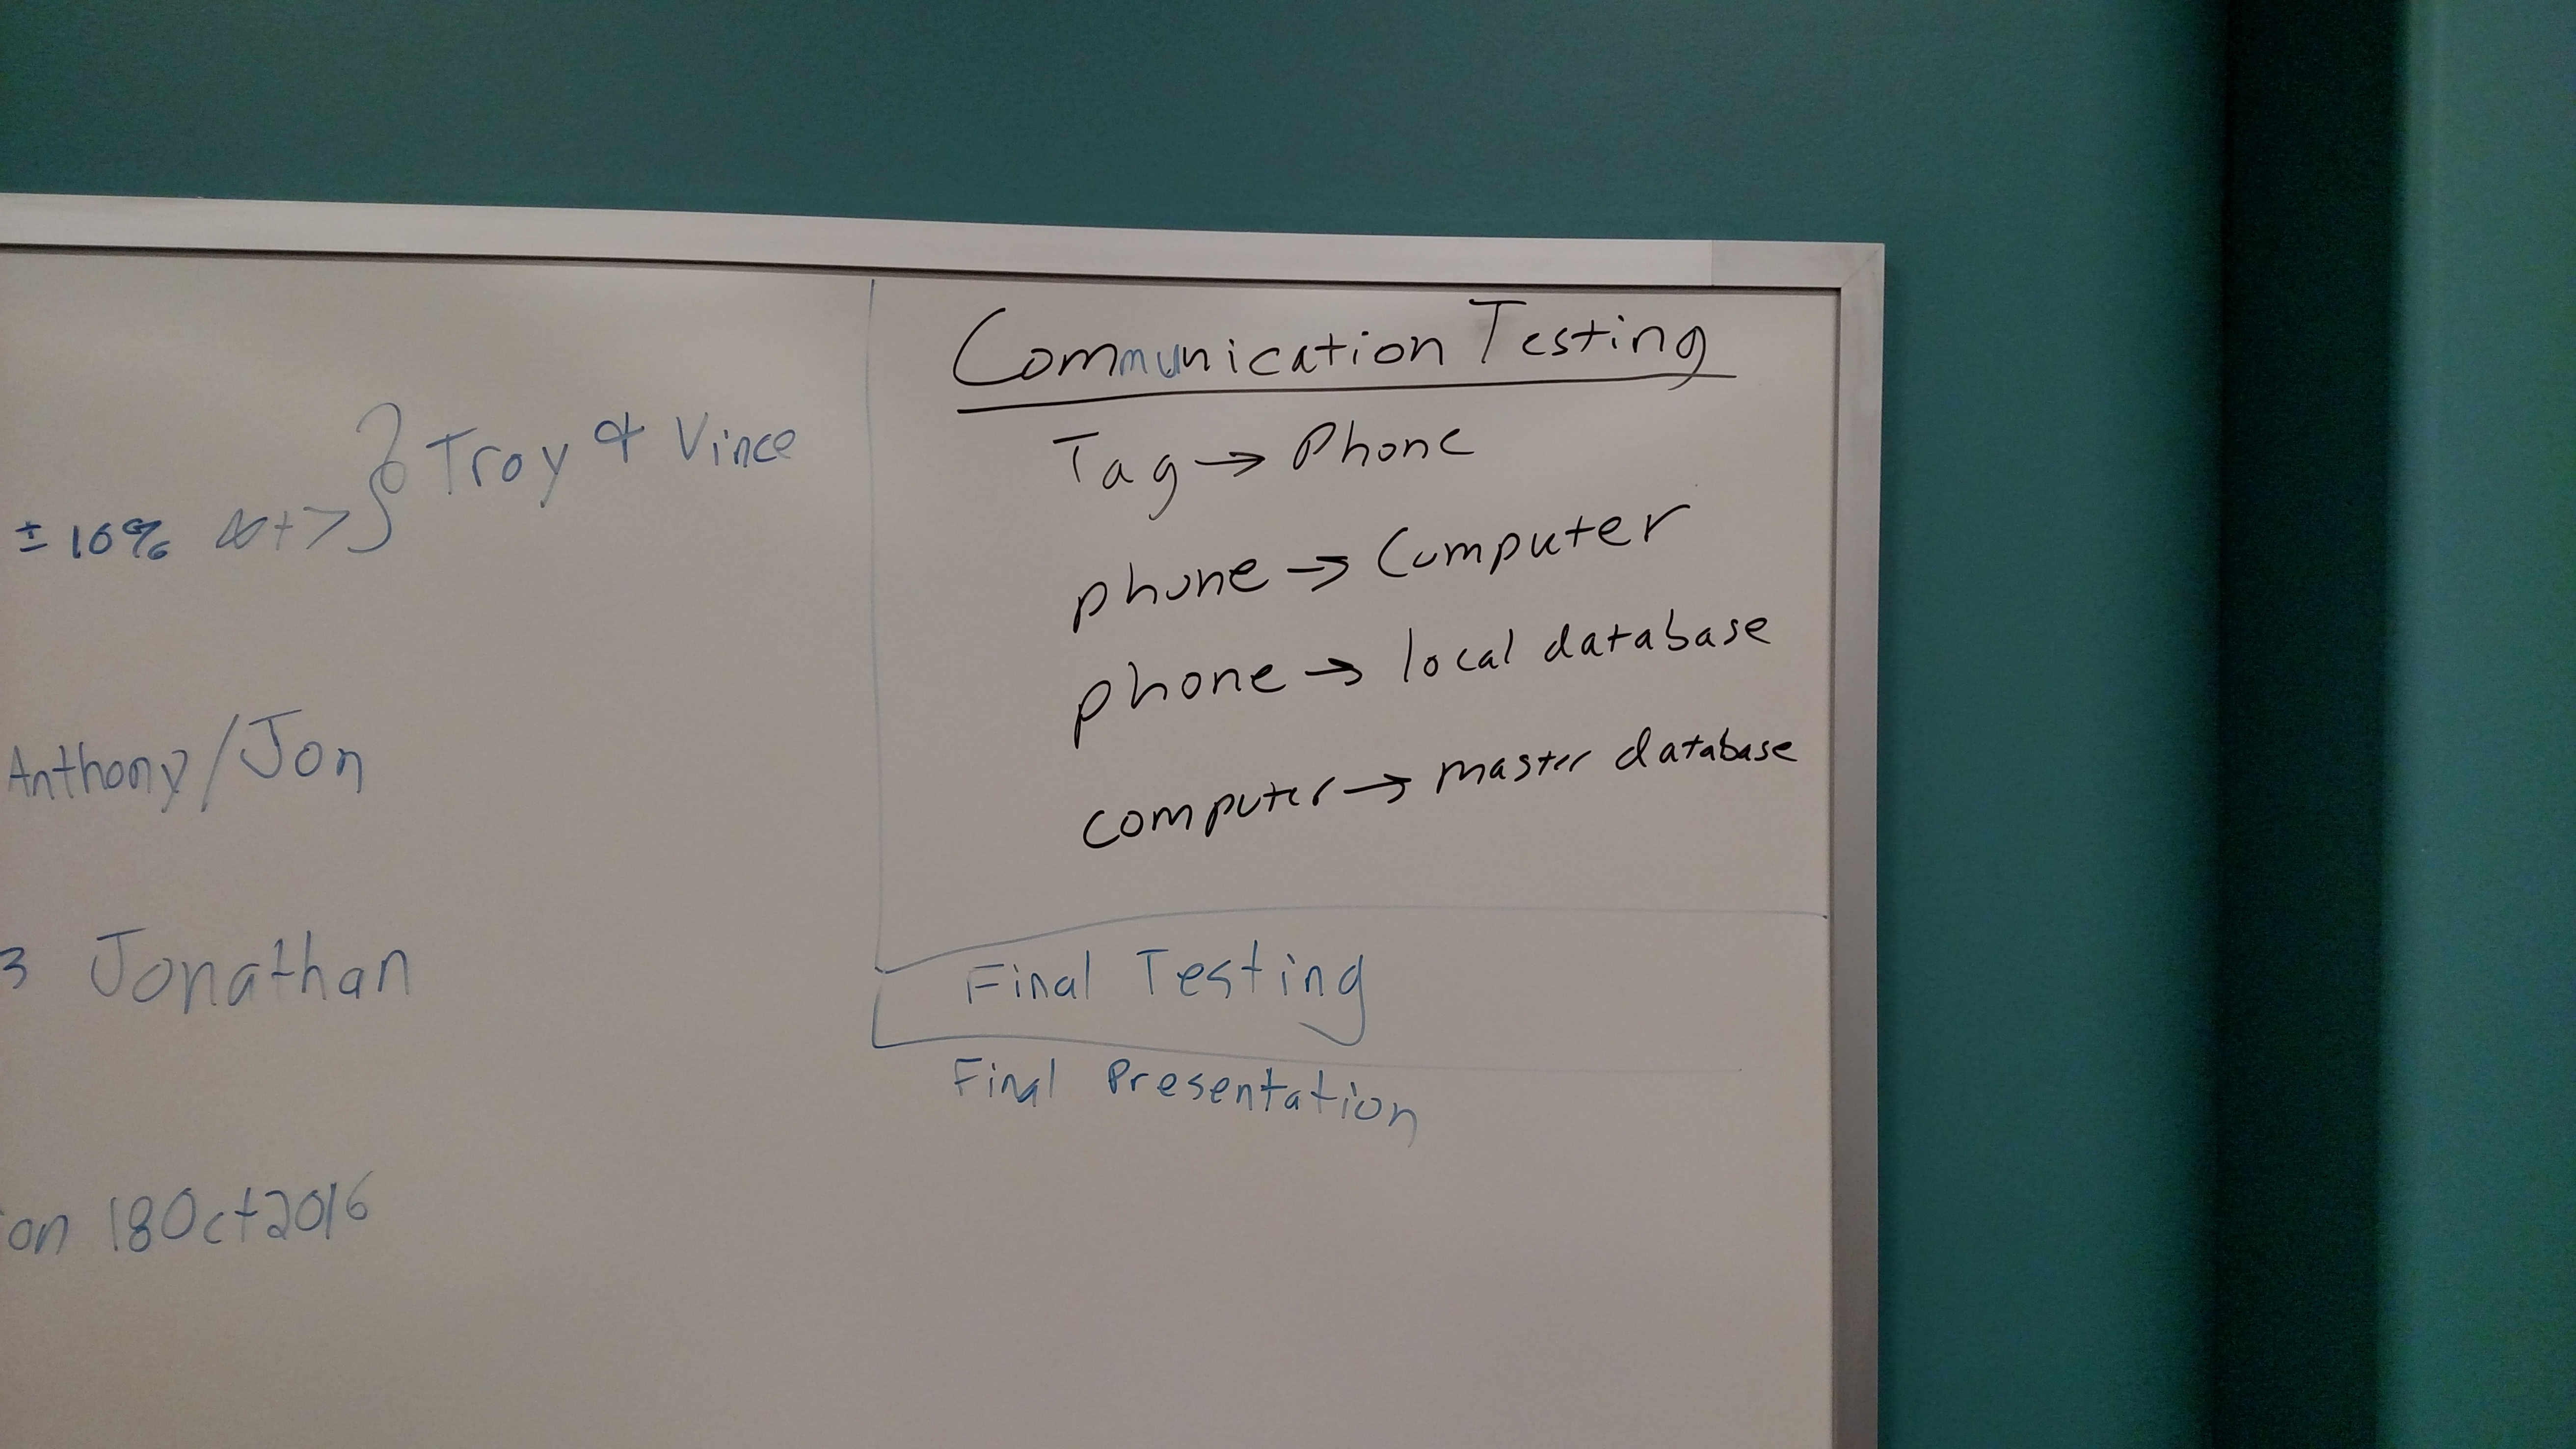 Troy & Vince
± 10%
Anthony/Jon
3 Jonathan
on 18Oct2016
Communication Testing
Tag → Phone
phone → Computer
phone → local database
computer → master database
Final Testing
Final Presentation